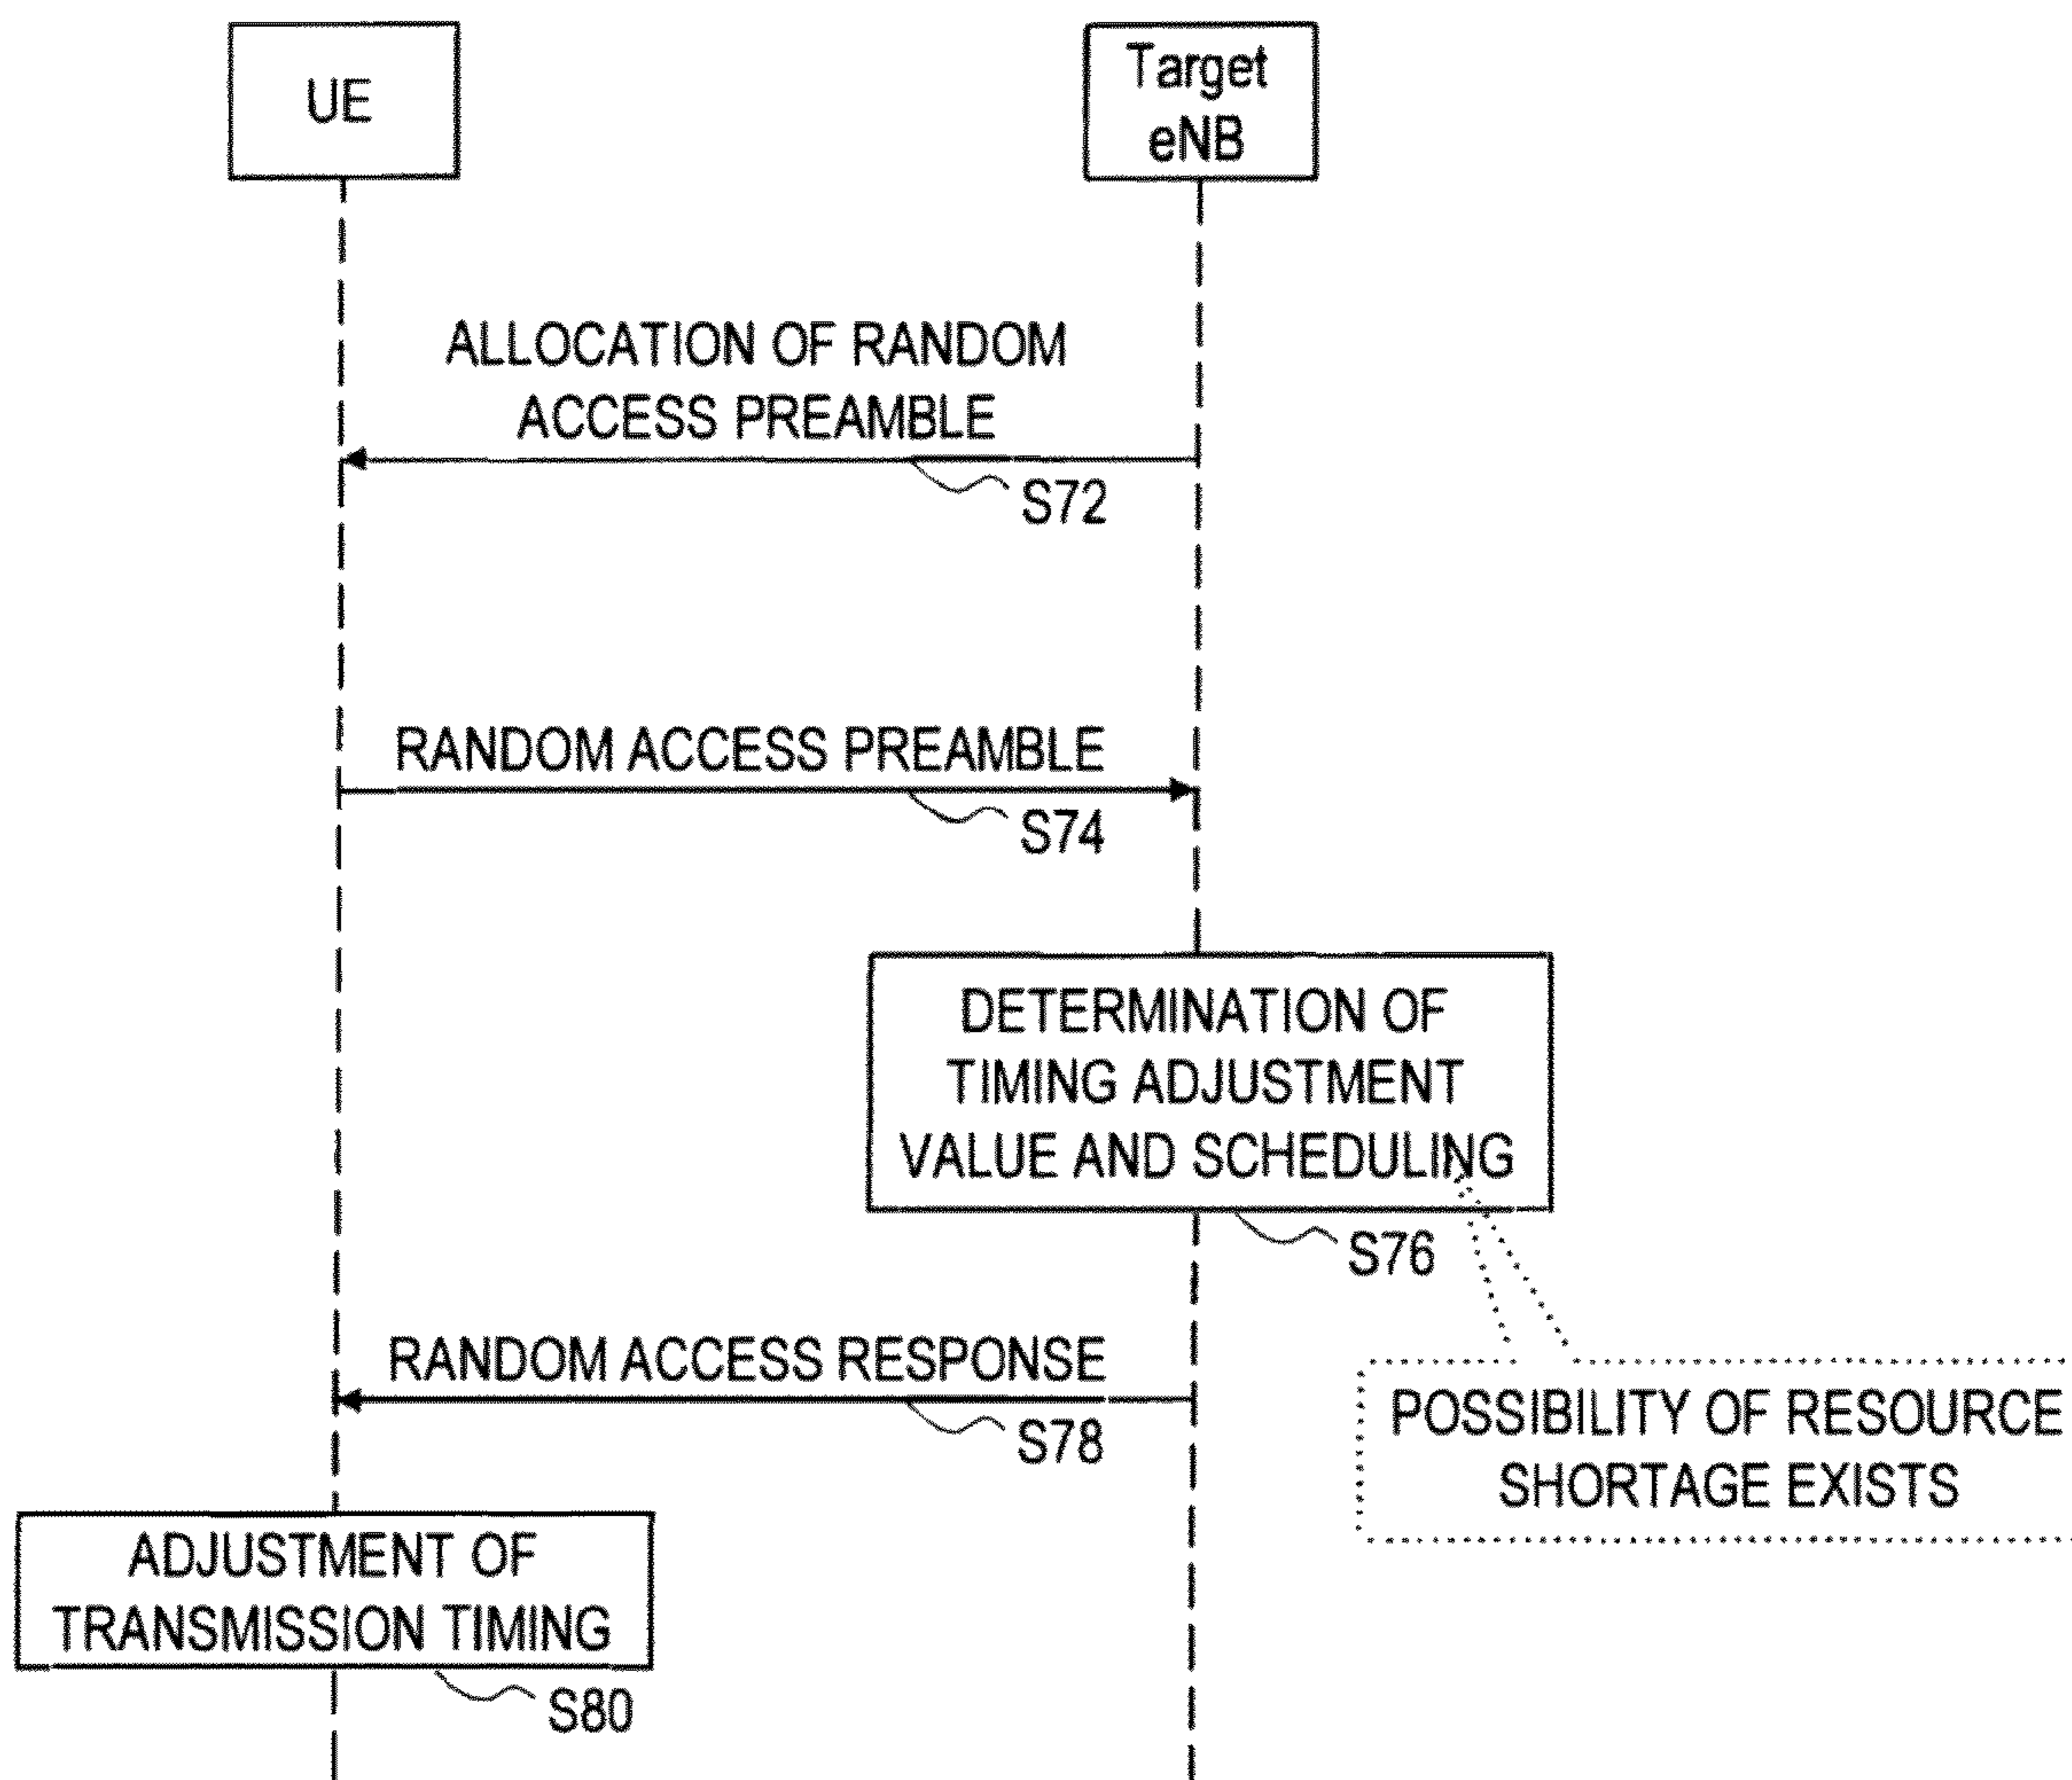 UE
Target
eNB
ALLOCATION OF RANDOM
ACCESS PREAMBLE
S72
RANDOM ACCESS PREAMBLE
S74
DETERMINATION OF
TIMING ADJUSTMENT
VALUE AND SCHEDULING
S76
RANDOM ACCESS RESPONSE
S78
POSSIBILITY OF RESOURCE
SHORTAGE EXISTS
ADJUSTMENT OF
TRANSMISSION TIMING
S80